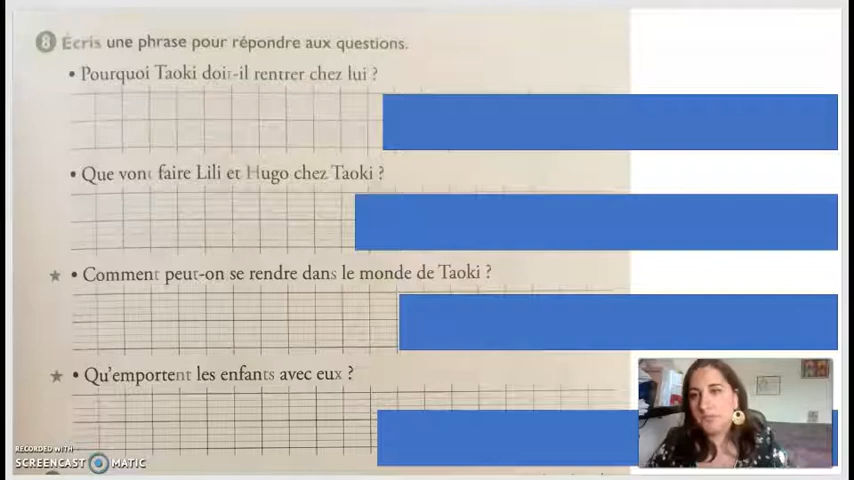 8 Écris une phrase pour répondre aux questions.
• Pourquoi Taoki doit-il rentrer chez lui ?
• Que vont faire Lili et Hugo chez Taoki ?
★ • Comment peut-on se rendre dans le monde de Taoki ?
★ • Qu'emportent les enfants avec eux ?
RECORDED WITH
SCREENCAST MATIC